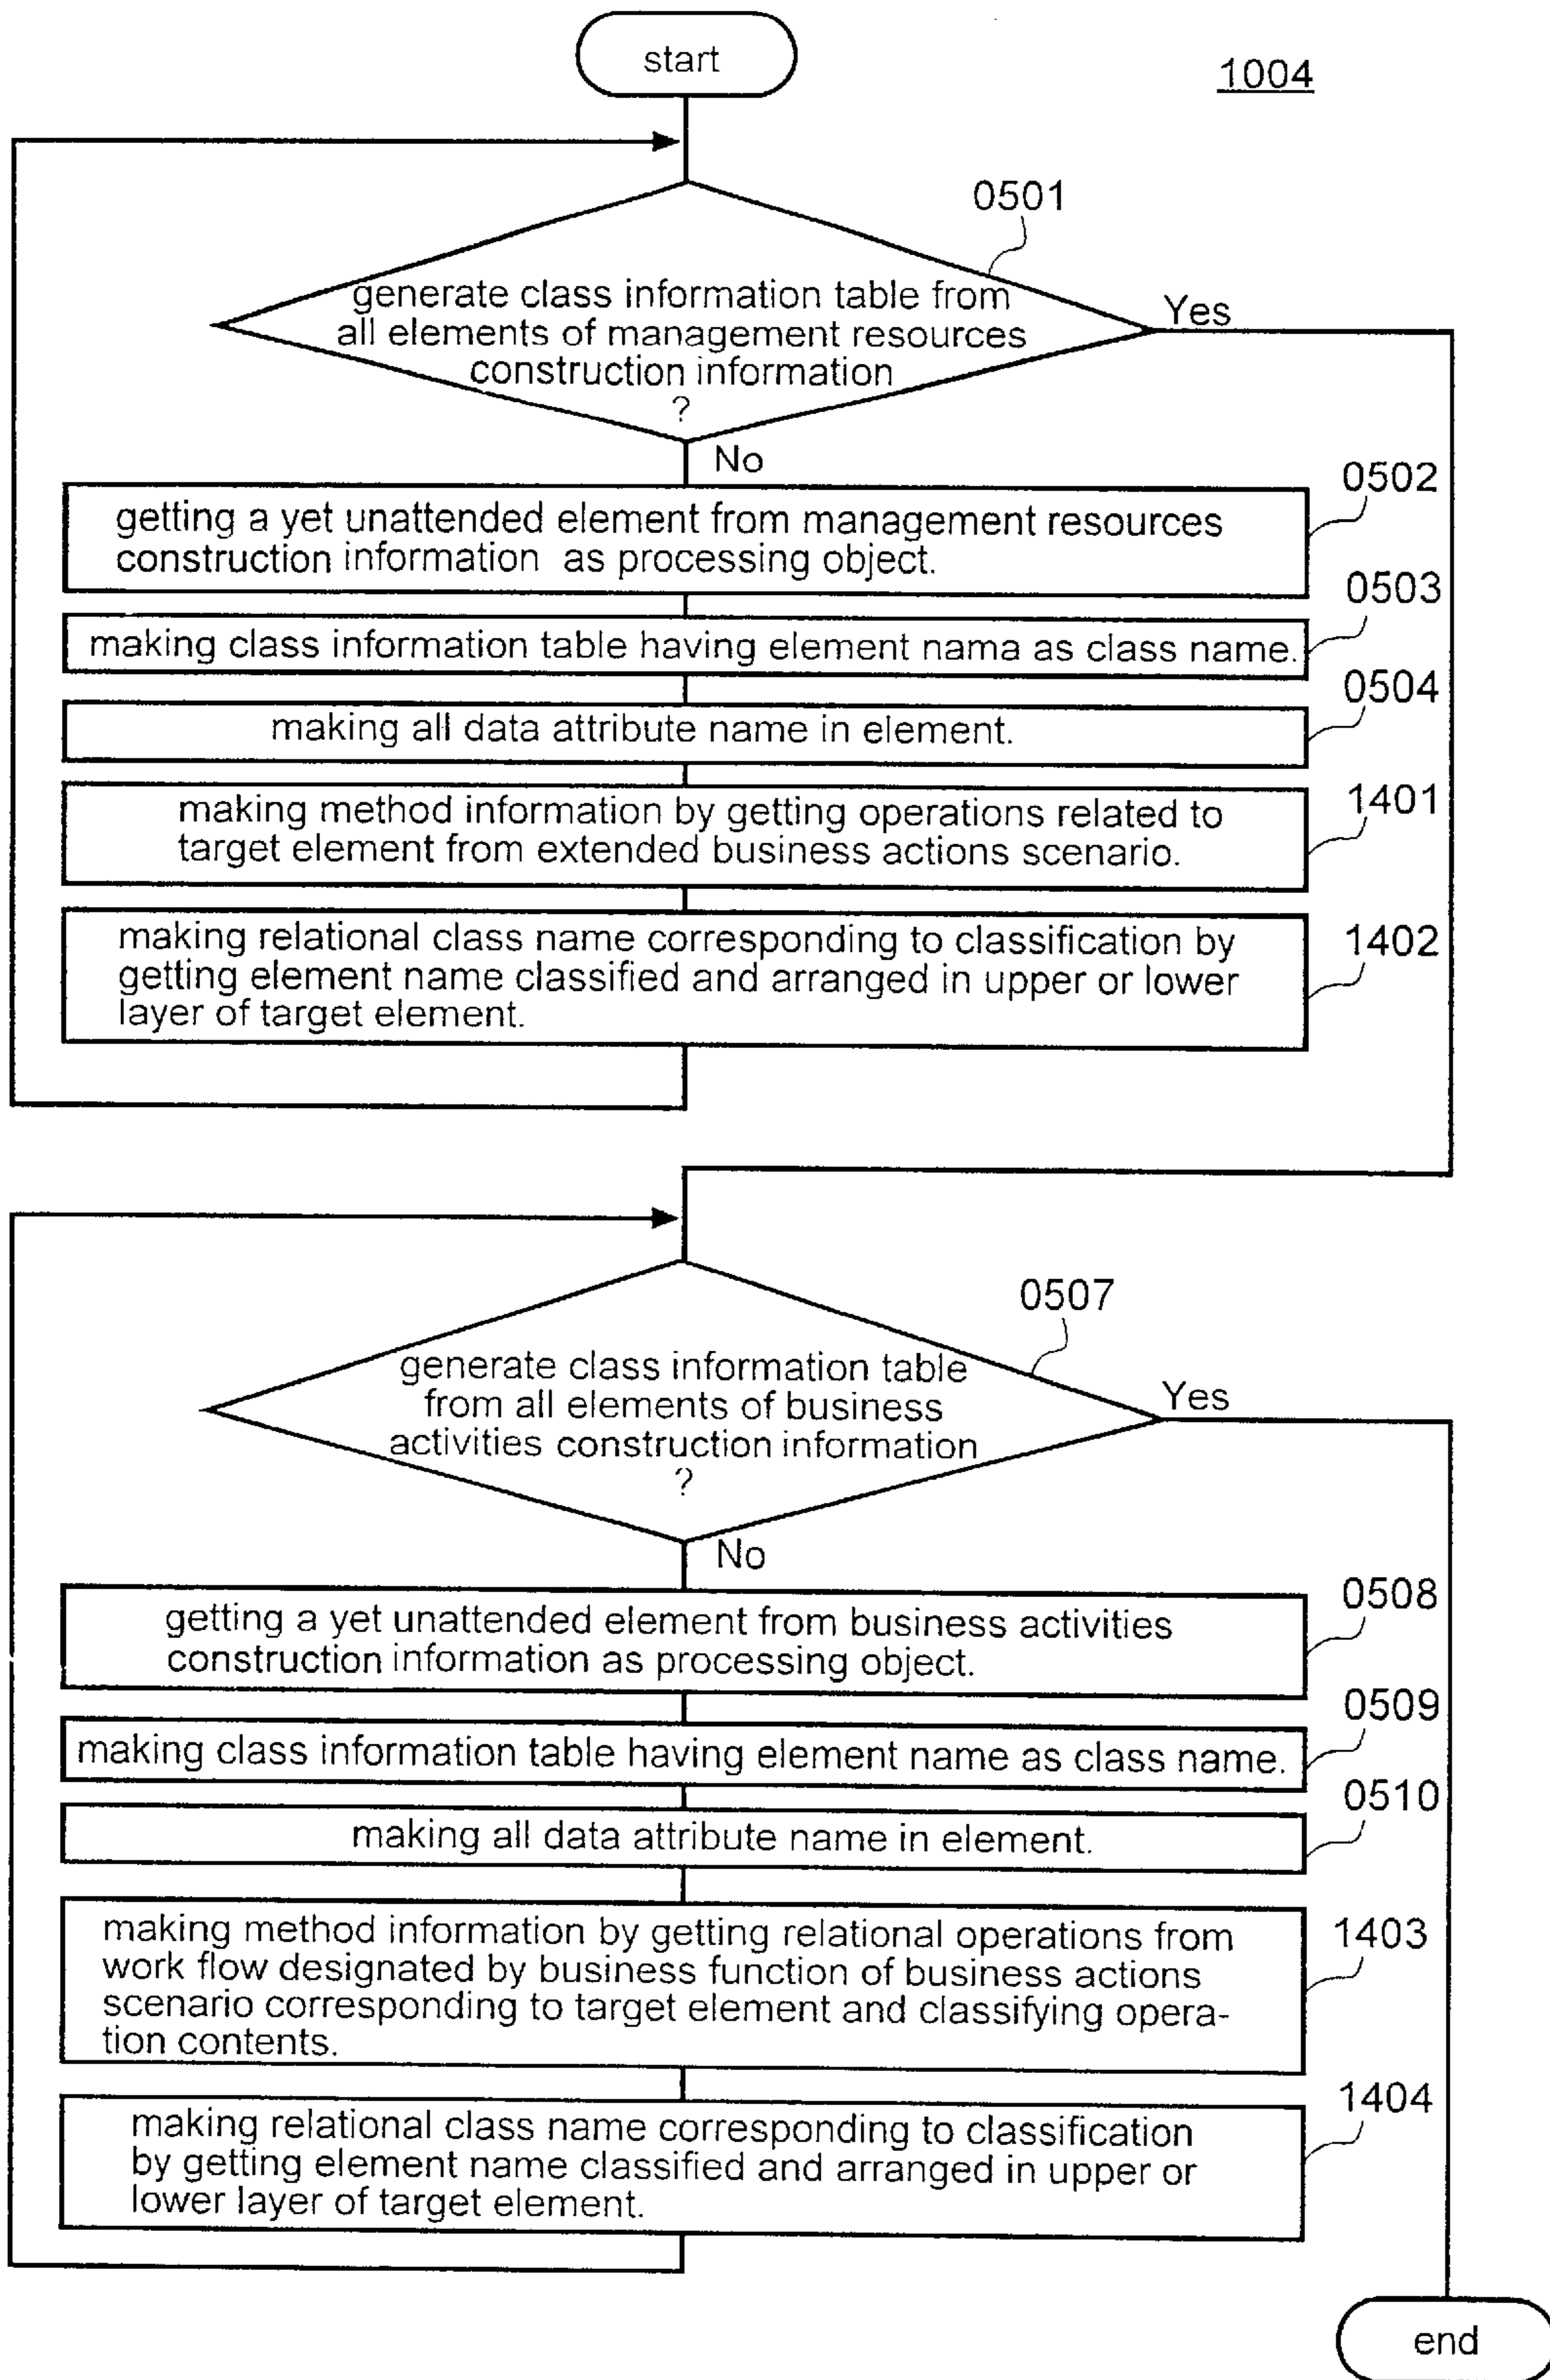 start
1004
0501
generate class information table from
all elements of management resources
construction information
?
Yes
No
0502
getting a yet unattended element from management resources
construction information as processing object.
0503
making class information table having element nama as class name.
0504
making all data attribute name in element.
1401
making method information by getting operations related to
target element from extended business actions scenario.
1402
making relational class name corresponding to classification by
getting element name classified and arranged in upper or lower
layer of target element.
0507
generate class information table
from all elements of business
activities construction information
?
Yes
No
0508
getting a yet unattended element from business activities
construction information as processing object.
0509
making class information table having element name as class name.
0510
making all data attribute name in element.
1403
making method information by getting relational operations from
work flow designated by business function of business actions
scenario corresponding to target element and classifying opera-
tion contents.
1404
making relational class name corresponding to classification
by getting element name classified and arranged in upper or
lower layer of target element.
end